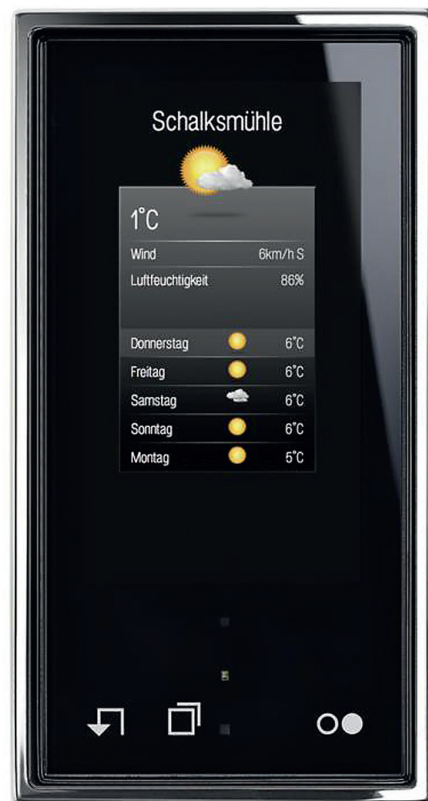 Schalksmühle
1°C
Wind 6km/h S
Luftfeuchtigkeit 86%
Donnerstag 6°C
Freitag 6°C
Samstag 6°C
Sonntag 6°C
Montag 5°C